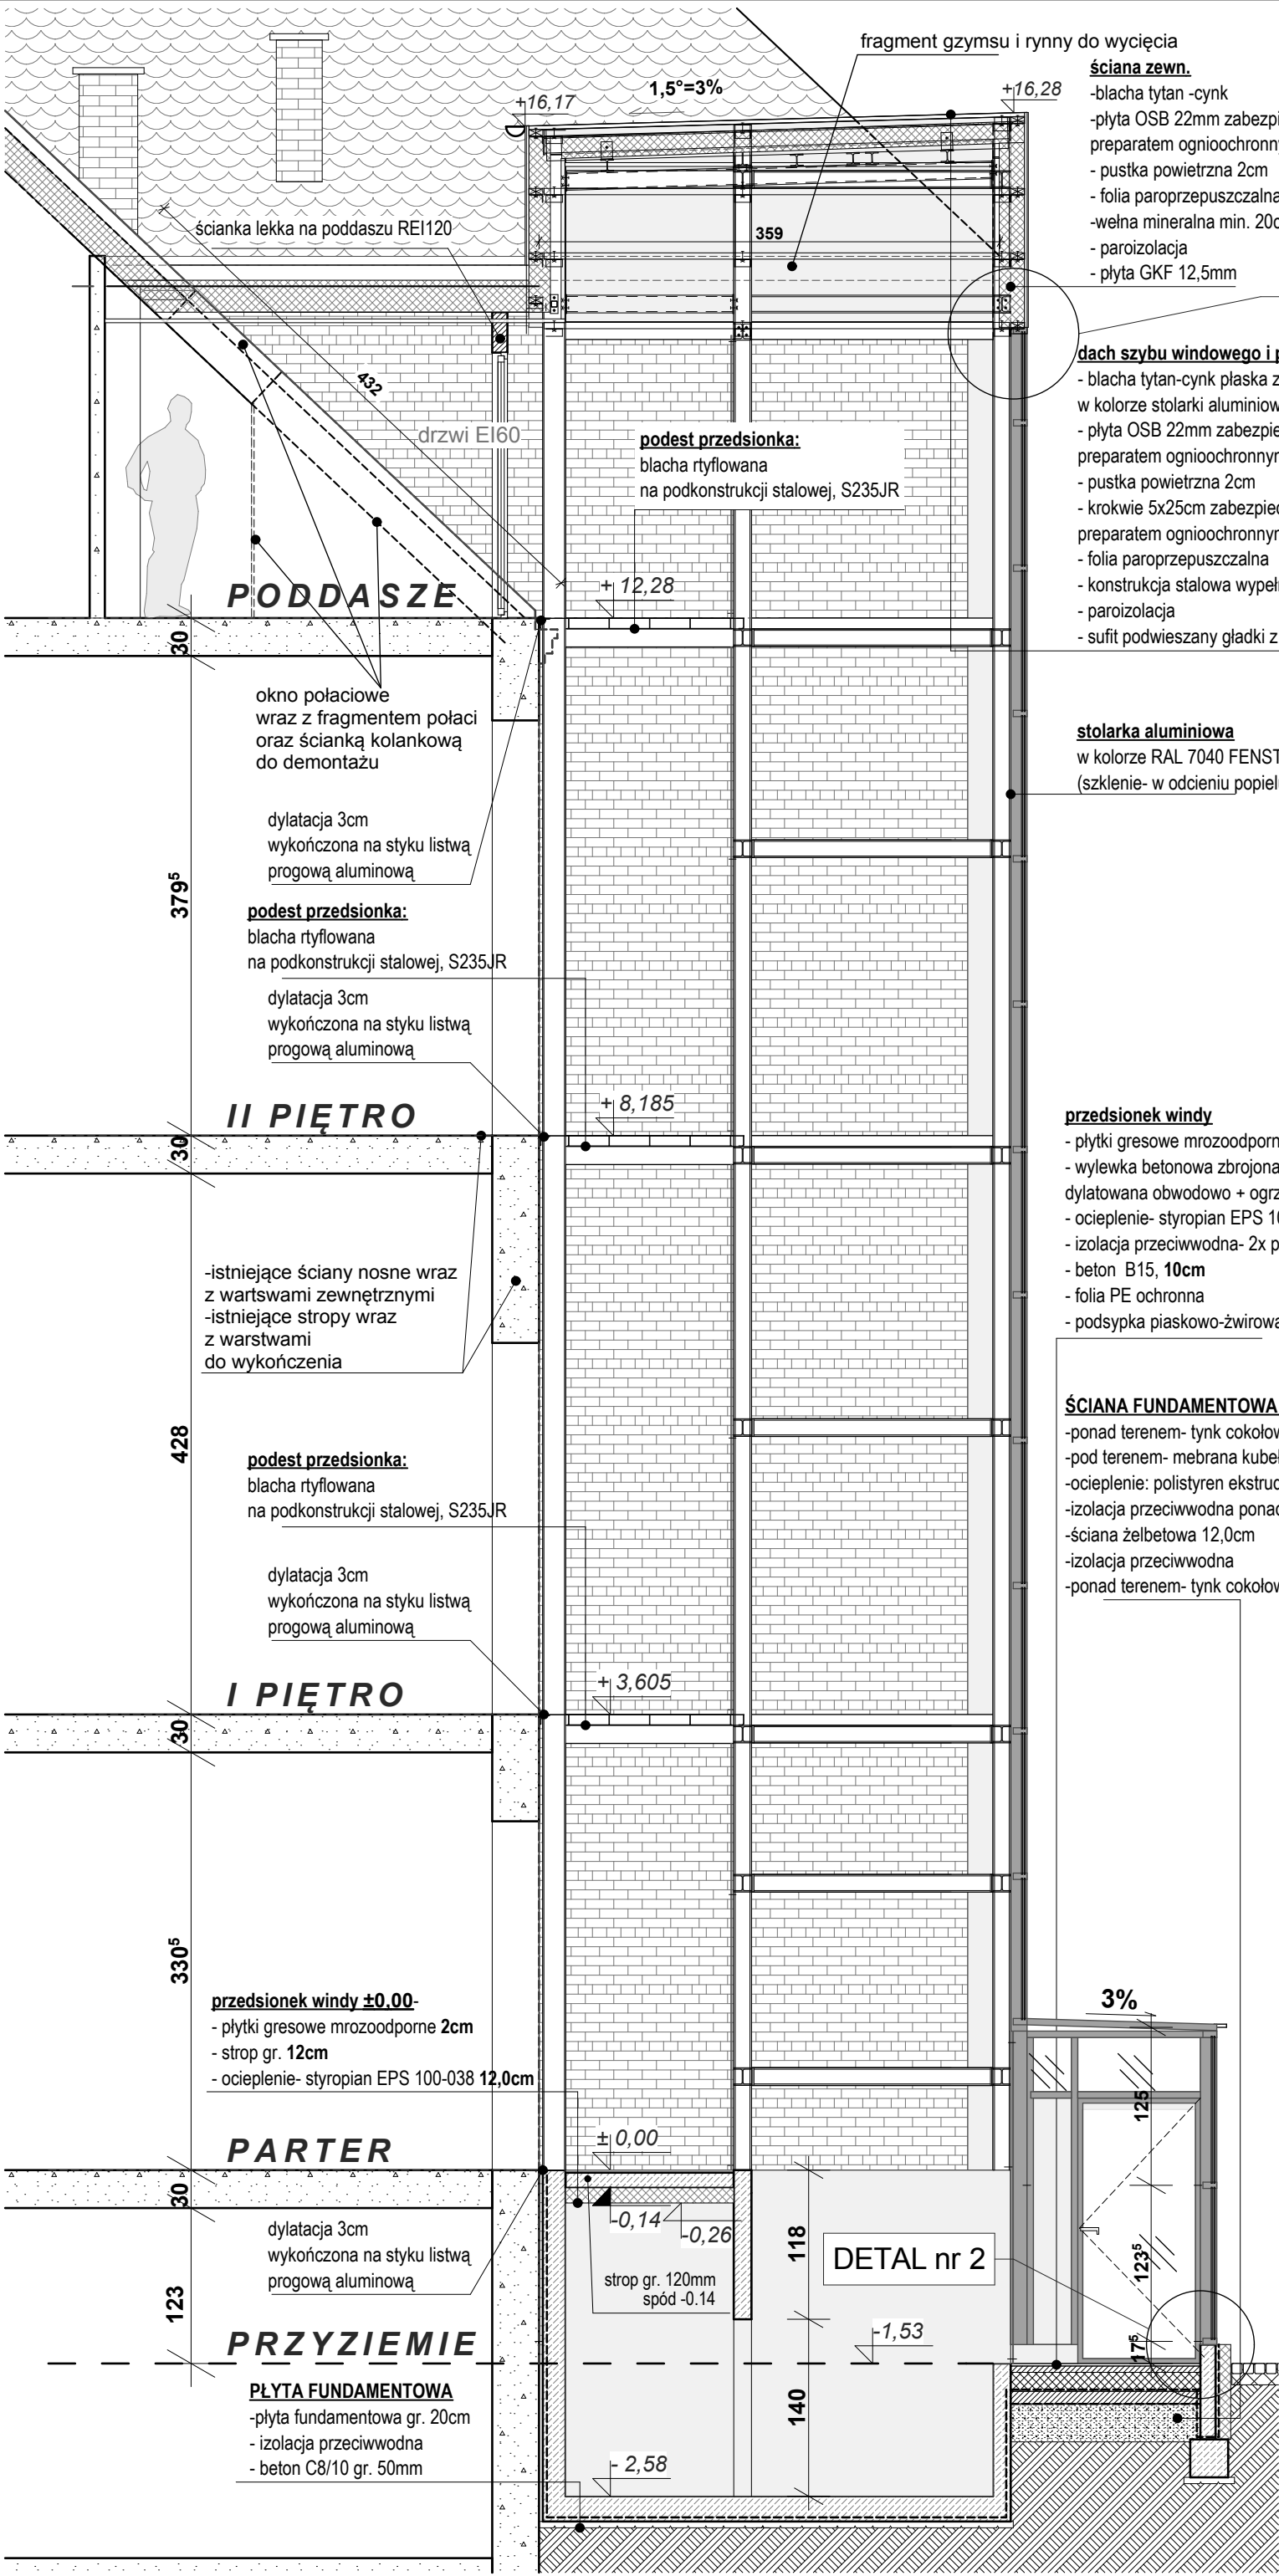 fragment gzymsu i rynny do wycięcia
ściana zewn.
-blacha tytan -cynk
-płyta OSB 22mm zabezpi
preparatem ognioochronny
- pustka powietrzna 2cm
- folia paroprzepuszczalna
-wełna mineralna min. 20c
- paroizolacja
- płyta GKF 12,5mm
+16,17
1,5°=3%
+16,28
359
ścianka lekka na poddaszu REI120
432
drzwi EI60
dach szybu windowego i p
- blacha tytan-cynk płaska z
w kolorze stolarki aluminiow
- płyta OSB 22mm zabezpie
preparatem ognioochronnym
- pustka powietrzna 2cm
- krokwie 5x25cm zabezpiec
preparatem ognioochronnym
- folia paroprzepuszczalna
- konstrukcja stalowa wypeł
- paroizolacja
- sufit podwieszany gładki z
podest przedsionka:
blacha rtyflowana
na podkonstrukcji stalowej, S235JR
+ 12,28
PODDASZE
30
okno połaciowe
wraz z fragmentem połaci
oraz ścianką kolankową
do demontażu
stolarka aluminiowa
w kolorze RAL 7040 FENST
(szklenie- w odcieniu popiel
dylatacja 3cm
wykończona na styku listwą
progową aluminową
379⁵
podest przedsionka:
blacha rtyflowana
na podkonstrukcji stalowej, S235JR
dylatacja 3cm
wykończona na styku listwą
progową aluminową
II PIĘTRO
+ 8,185
30
przedsionek windy
- płytki gresowe mrozoodporn
- wylewka betonowa zbrojona
dylatowana obwodowo + ogrz
- ocieplenie- styropian EPS 10
- izolacja przeciwwodna- 2x p
- beton B15, 10cm
- folia PE ochronna
- podsypka piaskowo-żwirowa
-istniejące ściany nosne wraz
z wartswami zewnętrznymi
-istniejące stropy wraz
z warstwami
do wykończenia
ŚCIANA FUNDAMENTOWA
-ponad terenem- tynk cokołow
-pod terenem- mebrana kubeł
-ocieplenie: polistyren ekstrud
-izolacja przeciwwodna ponad
-ściana żelbetowa 12,0cm
-izolacja przeciwwodna
-ponad terenem- tynk cokołow
428
podest przedsionka:
blacha rtyflowana
na podkonstrukcji stalowej, S235JR
dylatacja 3cm
wykończona na styku listwą
progową aluminową
I PIĘTRO
+ 3,605
30
330⁵
przedsionek windy ±0,00-
- płytki gresowe mrozoodporne 2cm
- strop gr. 12cm
- ocieplenie- styropian EPS 100-038 12,0cm
3%
125
PARTER
± 0,00
30
-0,14
-0,26
118
dylatacja 3cm
wykończona na styku listwą
progową aluminową
strop gr. 120mm
spód -0.14
DETAL nr 2
123⁵
123
17⁵
PRZYZIEMIE
-1,53
PŁYTA FUNDAMENTOWA
-płyta fundamentowa gr. 20cm
- izolacja przeciwwodna
- beton C8/10 gr. 50mm
140
- 2,58